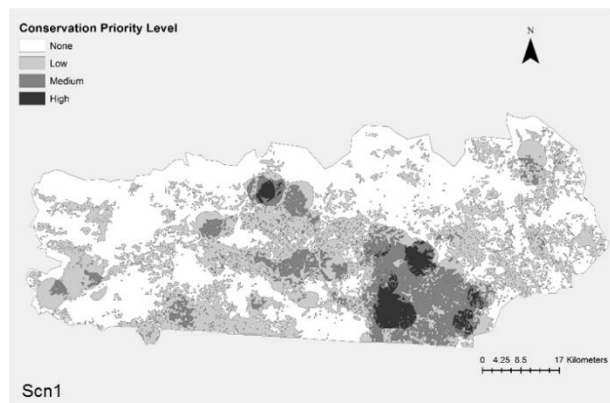 Conservation Priority Level
None
Low
Medium
High
N
0 4.25 8.5 17 Kilometers
Scn1